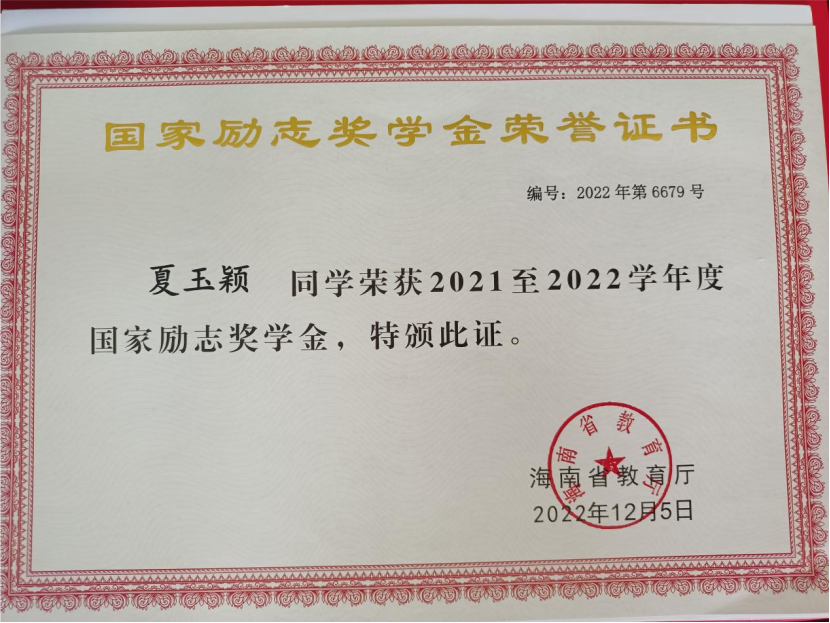 国家励志奖学金荣誉证书
编号：2022年第6679号
夏玉颖 同学荣获2021至2022学年度
国家励志奖学金，特颁此证。
海南省教育厅
海南省教育厅
2022年12月5日